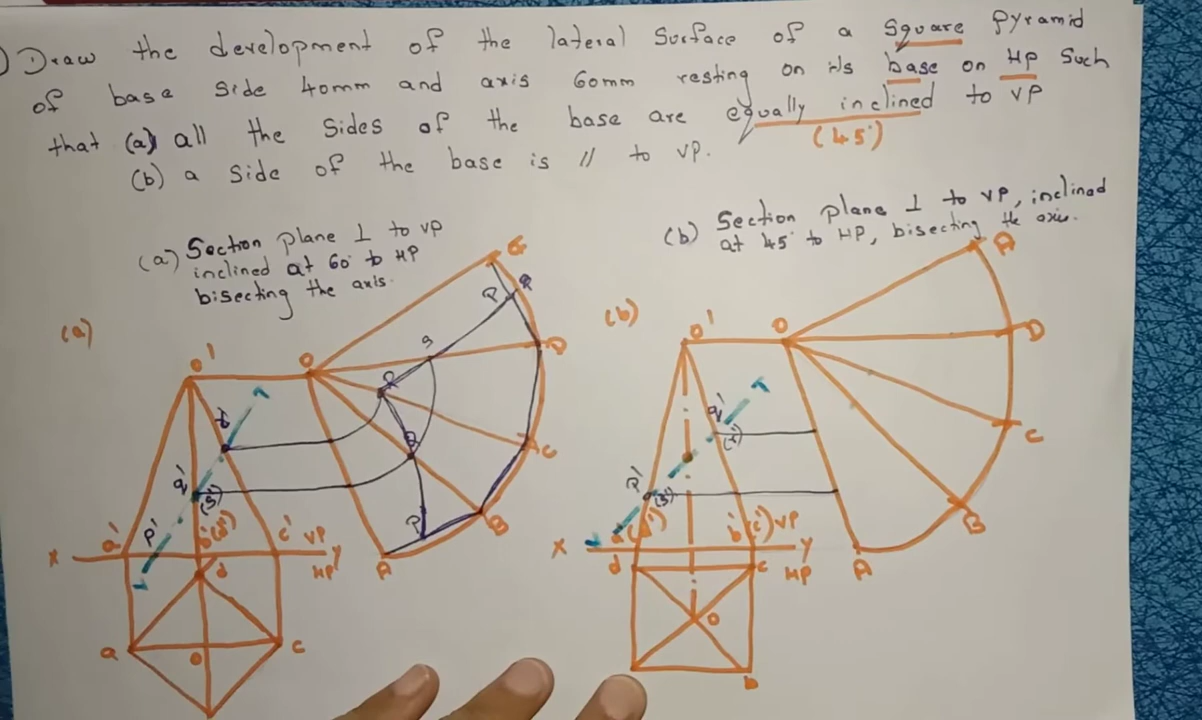 ) Draw the development of the lateral Surface of a Square Pyramid
of base side 40mm and axis 60mm resting on its base on HP Such
that (a) all the Sides of the base are equally inclined to VP
(45°)
(b) a side of the base is // to VP.
(a) Section plane ⊥ to VP
inclined at 60° to HP
bisecting the axis.
(b) Section plane ⊥ to VP, inclined
at 45° to HP, bisecting the axis.
(a)
o' O
D
C
B
A
q'
(s')
p'
X a' b'(d') c' VP
Y
HP
d
a o c
R S Q P
(b)
o' O
A
D
C
B
A
q'
(s')
X b' (c') VP
Y
HP
d c
o
b